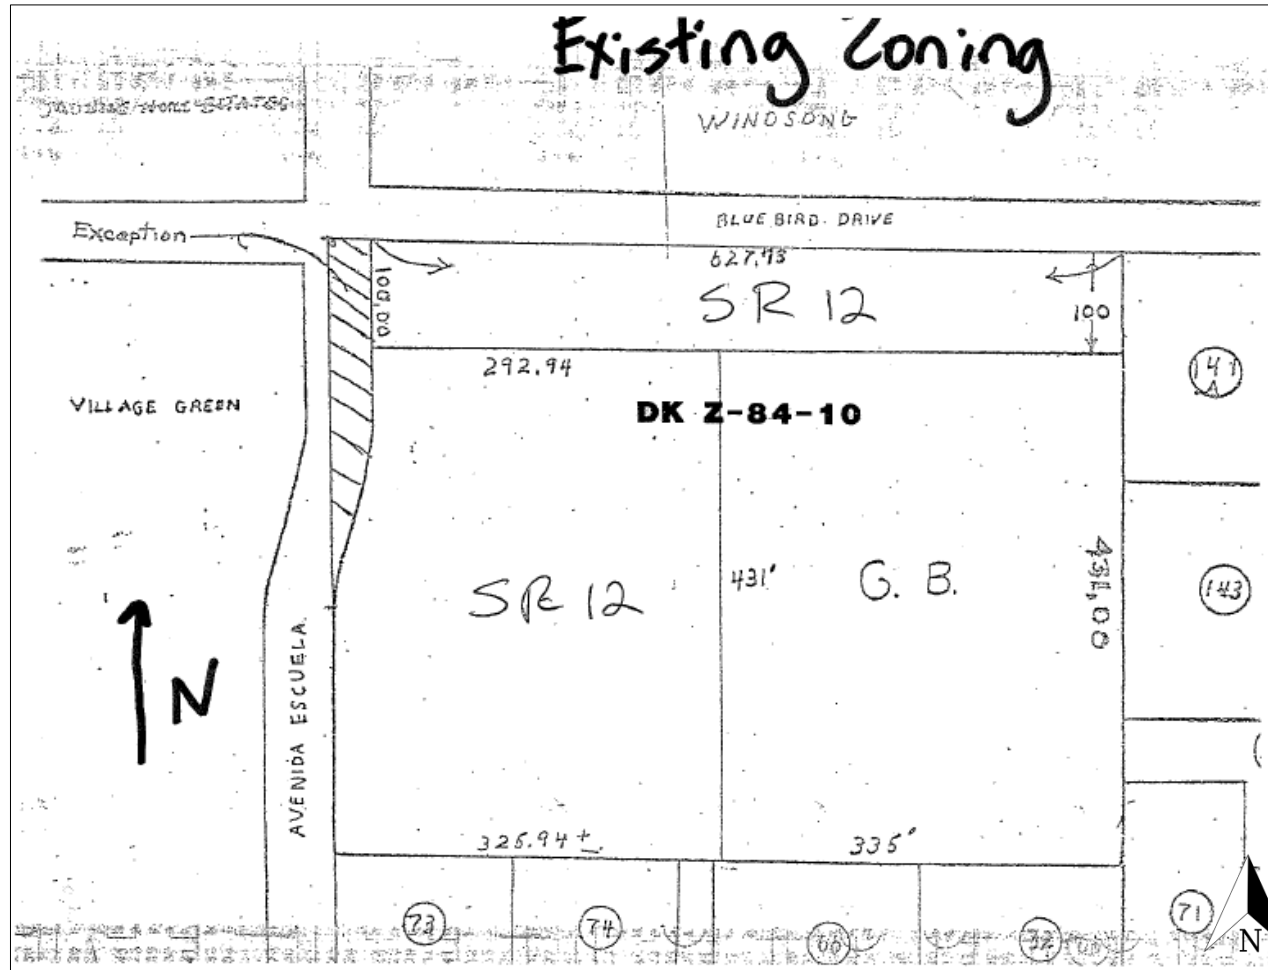 Existing Zoning
WINDSONG
BLUE BIRD DRIVE
Exception
627.93
100.00
SR 12
100
292.94
141
A
VILLAGE GREEN
DK Z-84-10
431.00
431'
G. B.
143
SR 12
N
AVENIDA ESCUELA
325.94 ±
335'
73
74
71
N